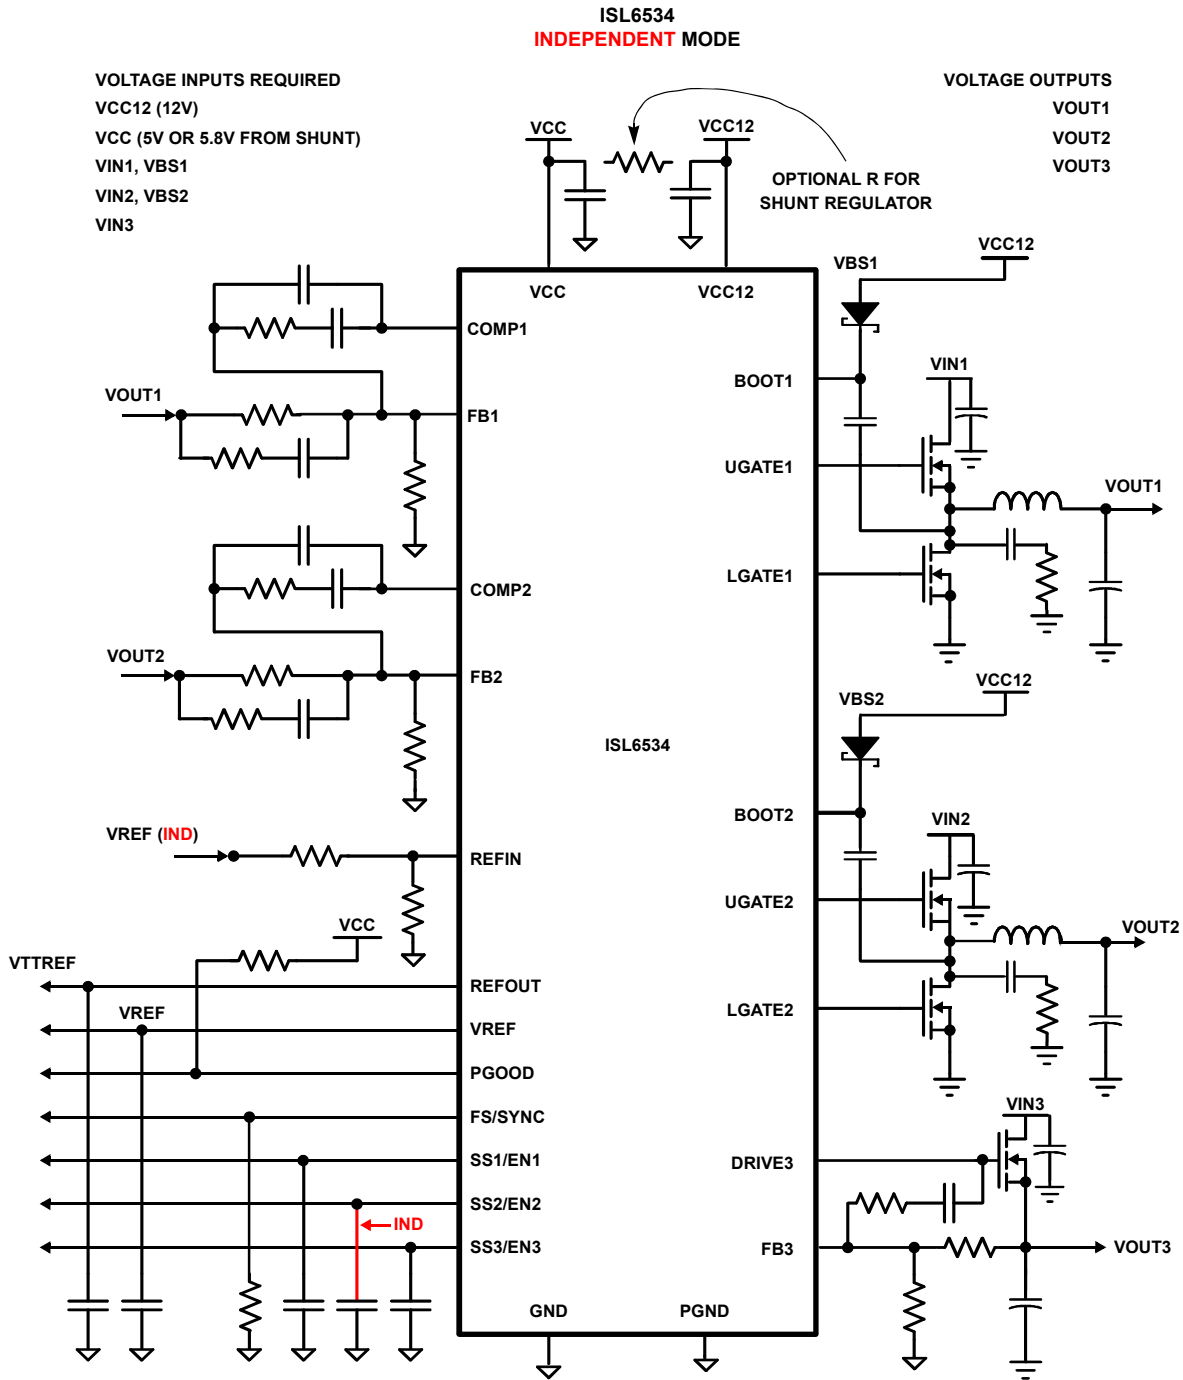 ISL6534
INDEPENDENT MODE
VOLTAGE INPUTS REQUIRED
VCC12 (12V)
VCC (5V OR 5.8V FROM SHUNT)
VIN1, VBS1
VIN2, VBS2
VIN3
VOLTAGE OUTPUTS
VOUT1
VOUT2
VOUT3
VCC
VCC12
OPTIONAL R FOR
SHUNT REGULATOR
VCC
VCC12
COMP1
VOUT1
FB1
COMP2
VOUT2
FB2
ISL6534
VREF (IND)
REFIN
VCC
VTTREF
REFOUT
VREF
VREF
PGOOD
FS/SYNC
SS1/EN1
SS2/EN2
IND
SS3/EN3
GND
PGND
VBS1
VCC12
BOOT1
VIN1
UGATE1
VOUT1
LGATE1
VBS2
VCC12
BOOT2
VIN2
UGATE2
VOUT2
LGATE2
VIN3
DRIVE3
FB3
VOUT3